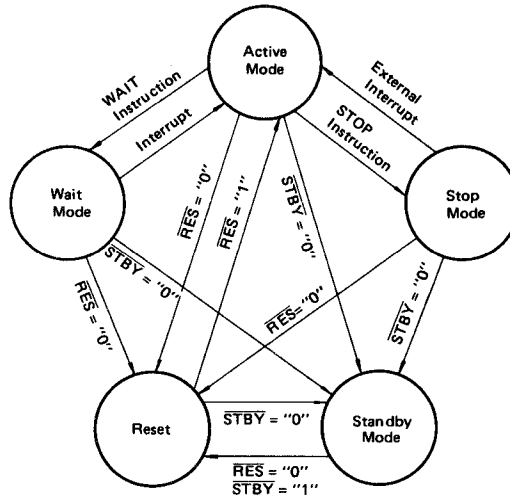 Active
Mode
WAIT
Instruction
Interrupt
External
Interrupt
STOP
Instruction
Wait
Mode
Stop
Mode
RES = "0"
RES = "1"
STBY = "0"
STBY = "0"
RES = "0"
RES= "0"
STBY = "0"
Reset
STBY = "0"
Standby
Mode
RES = "0"
STBY = "1"